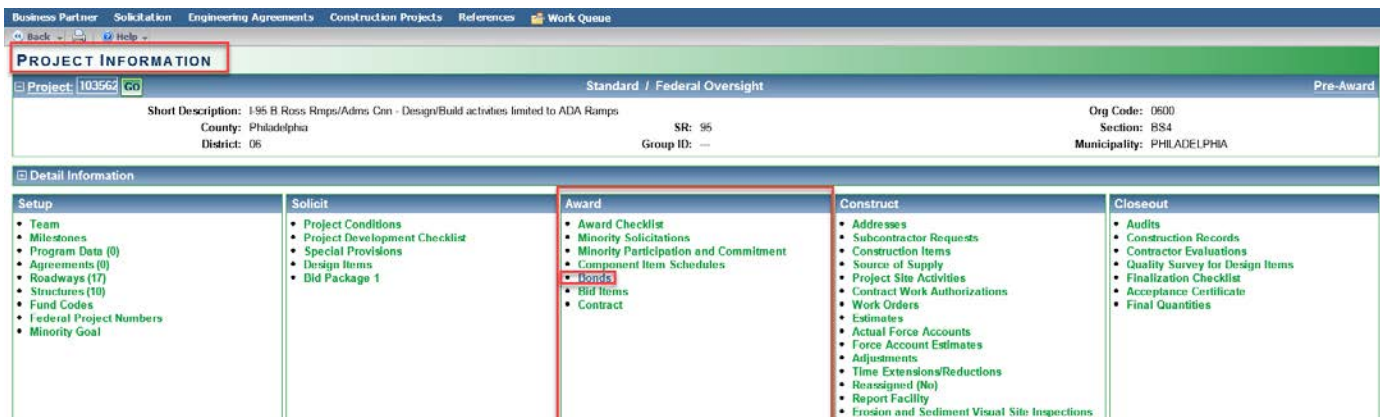 Business Partner Solicitation Engineering Agreements Construction Projects References Work Queue
Back Help
PROJECT INFORMATION
Project: 103562 GO Standard / Federal Oversight Pre-Award
Short Description: I-95 B Ross Rmps/Adms Cnn - Design/Build activities limited to ADA Ramps Org Code: 0600
County: Philadelphia SR: 95 Section: BS4
District: 06 Group ID: --- Municipality: PHILADELPHIA
Detail Information
Setup
• Team
• Milestones
• Program Data (0)
• Agreements (0)
• Roadways (17)
• Structures (10)
• Fund Codes
• Federal Project Numbers
• Minority Goal
Solicit
• Project Conditions
• Project Development Checklist
• Special Provisions
• Design Items
• Bid Package 1
Award
• Award Checklist
• Minority Solicitations
• Minority Participation and Commitment
• Component Item Schedules
• Bonds
• Bid Items
• Contract
Construct
• Addresses
• Subcontractor Requests
• Construction Items
• Source of Supply
• Project Site Activities
• Contract Work Authorizations
• Work Orders
• Estimates
• Actual Force Accounts
• Force Account Estimates
• Adjustments
• Time Extensions/Reductions
• Reassigned (No)
• Report Facility
• Erosion and Sediment Visual Site Inspections
Closeout
• Audits
• Construction Records
• Contractor Evaluations
• Quality Survey for Design Items
• Finalization Checklist
• Acceptance Certificate
• Final Quantities